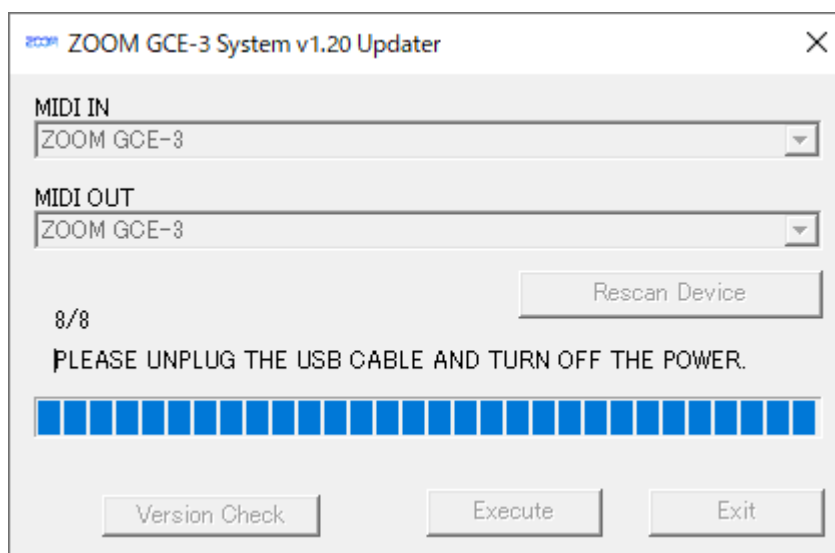 ZOOM ZOOM GCE-3 System v1.20 Updater
MIDI IN
ZOOM GCE-3
MIDI OUT
ZOOM GCE-3
Rescan Device
8/8
PLEASE UNPLUG THE USB CABLE AND TURN OFF THE POWER.
Version Check Execute Exit